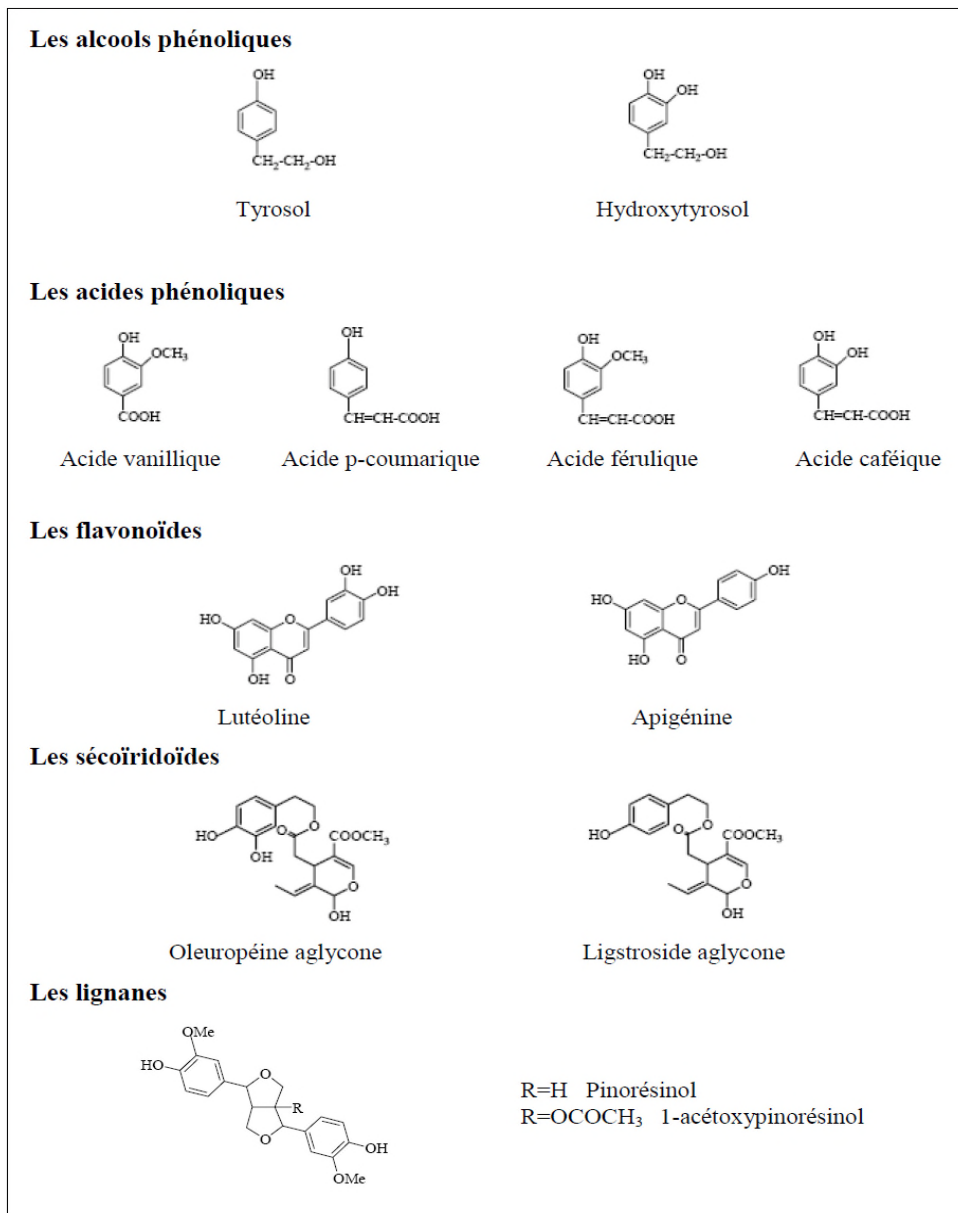 Les alcools phénoliques
OH
CH2-CH2-OH
Tyrosol
OH
OH
CH2-CH2-OH
Hydroxytyrosol
Les acides phénoliques
OH
OCH3
COOH
Acide vanillique
OH
CH=CH-COOH
Acide p-coumarique
OH
OCH3
CH=CH-COOH
Acide férulique
OH
OH
CH=CH-COOH
Acide caféique
Les flavonoïdes
OH
OH
HO
O
OH
O
Lutéoline
OH
HO
O
HO
O
Apigénine
Les sécoïridoïdes
HO
OH
O
O
COOCH3
O
OH
Oleuropéine aglycone
HO
O
O
COOCH3
O
OH
Ligstroside aglycone
Les lignanes
OMe
HO
O
R
O
OH
OMe
R=H Pinorésinol
R=OCOCH3 1-acétoxypinorésinol